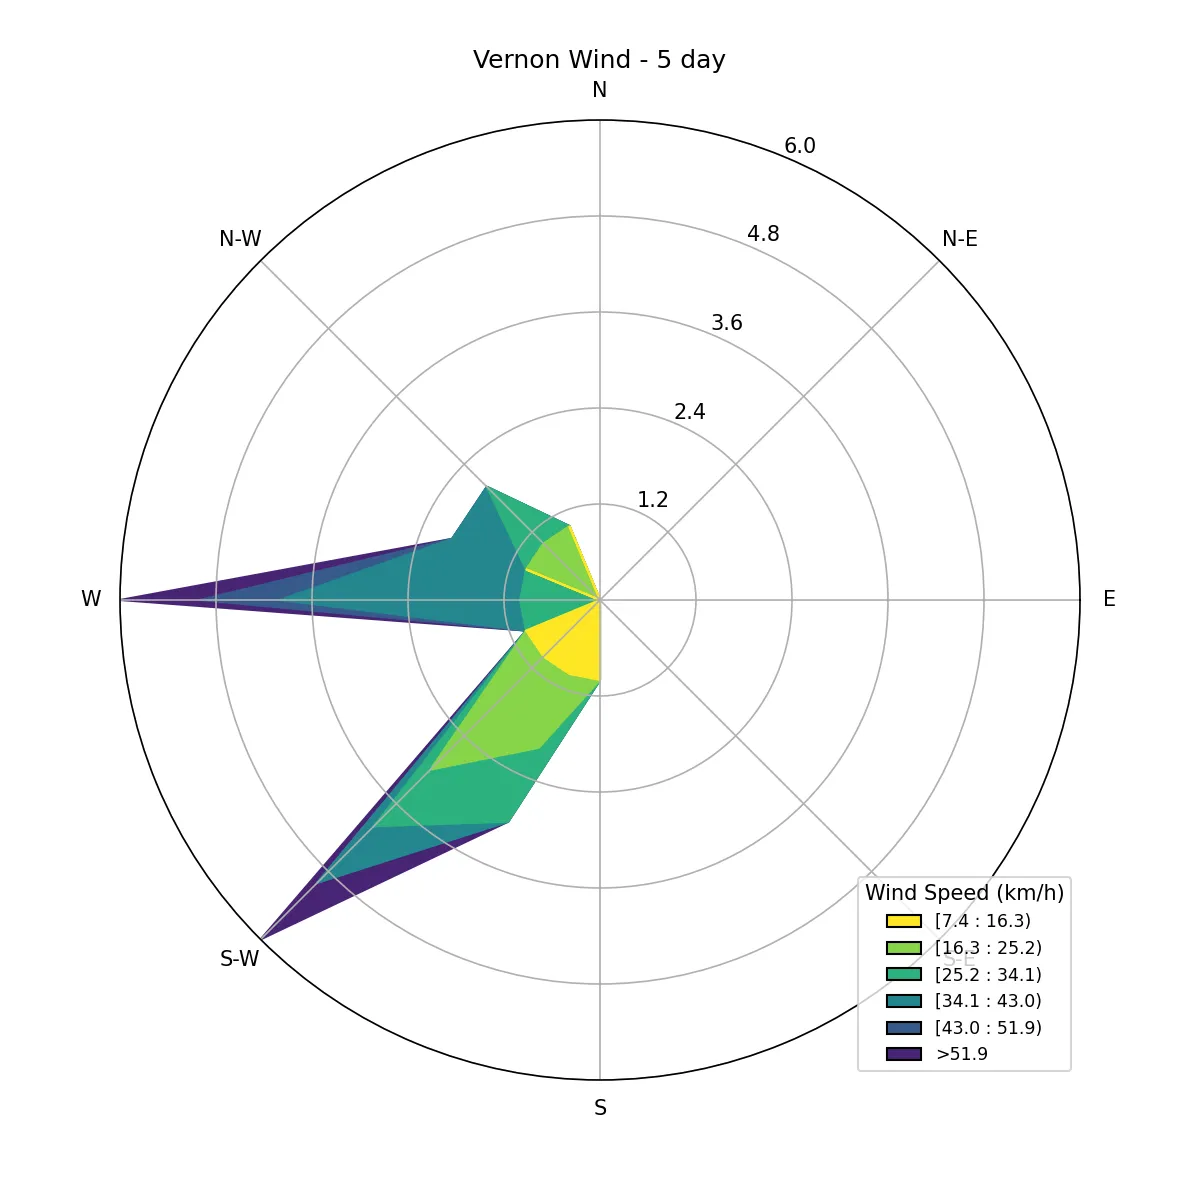 Vernon Wind - 5 day
N
6.0
N-W
4.8
N-E
3.6
2.4
1.2
W
E
S-W
S-E
S
Wind Speed (km/h)
[7.4 : 16.3)
[16.3 : 25.2)
[25.2 : 34.1)
[34.1 : 43.0)
[43.0 : 51.9)
>51.9